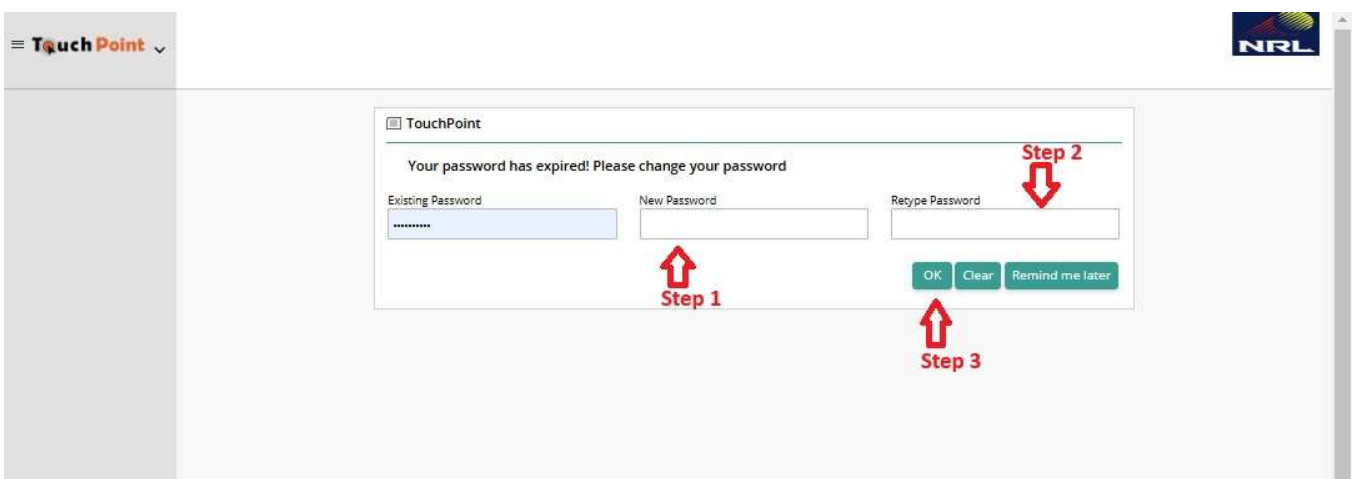 TouchPoint
NRL
TouchPoint
Your password has expired! Please change your password
Step 2
Existing Password New Password Retype Password
••••••••••
OK Clear Remind me later
Step 1
Step 3